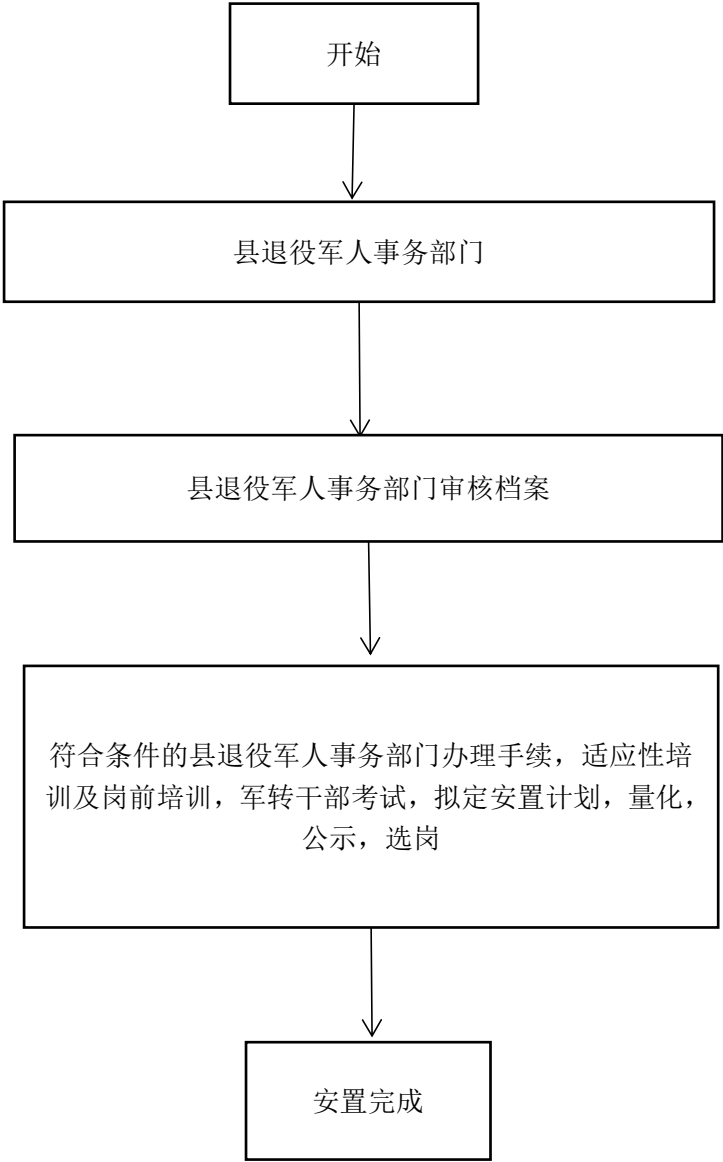 开始
县退役军人事务部门
县退役军人事务部门审核档案
符合条件的县退役军人事务部门办理手续，适应性培
训及岗前培训，军转干部考试，拟定安置计划，量化，
公示，选岗
安置完成